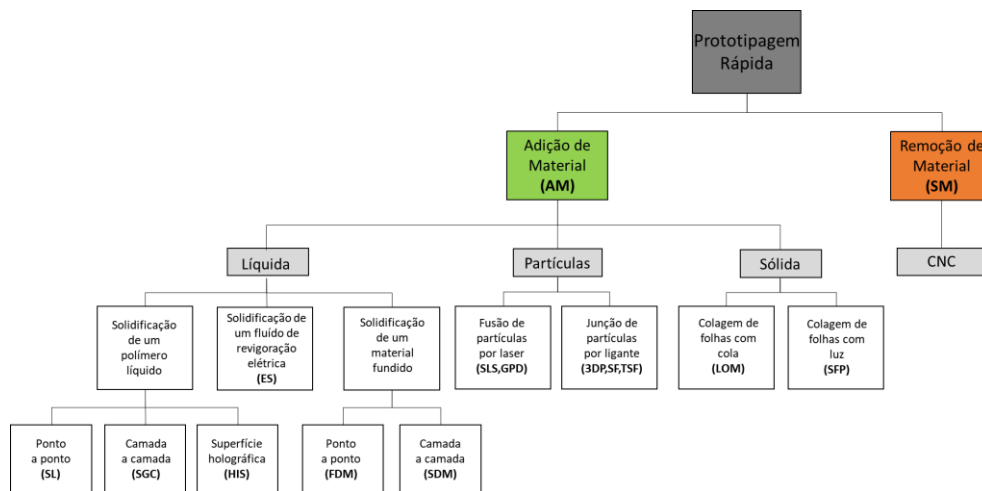 Prototipagem
Rápida
Adição de
Material
(AM)
Remoção de
Material
(SM)
Líquida
Partículas
Sólida
CNC
Solidificação
de um
polímero
líquido
Solidificação de
um fluído de
revigoração
elétrica
(ES)
Solidificação
de um
material
fundido
Fusão de
partículas
por laser
(SLS,GPD)
Junção de
partículas
por ligante
(3DP,SF,TSF)
Colagem de
folhas com
cola
(LOM)
Colagem de
folhas com
luz
(SFP)
Ponto
a ponto
(SL)
Camada
a camada
(SGC)
Superfície
holográfica
(HIS)
Ponto
a ponto
(FDM)
Camada
a camada
(SDM)